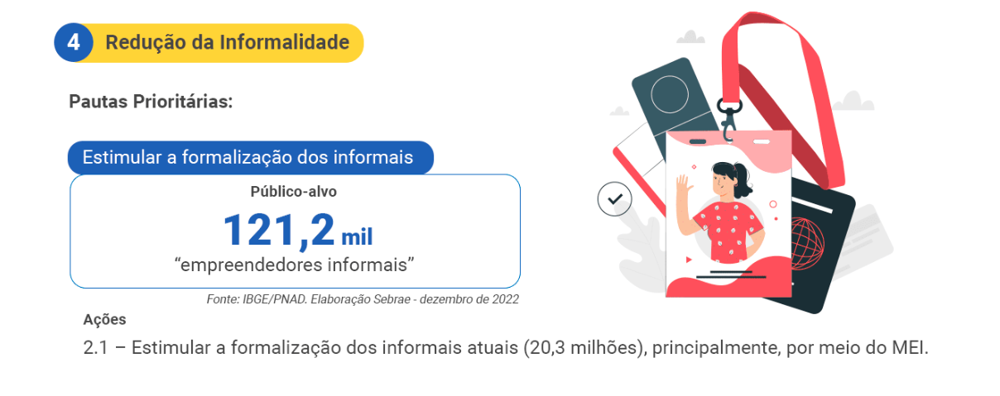 4 Redução da Informalidade
Pautas Prioritárias:
Estimular a formalização dos informais
Público-alvo
121,2 mil
“empreendedores informais”
Fonte: IBGE/PNAD. Elaboração Sebrae - dezembro de 2022
Ações
2.1 – Estimular a formalização dos informais atuais (20,3 milhões), principalmente, por meio do MEI.